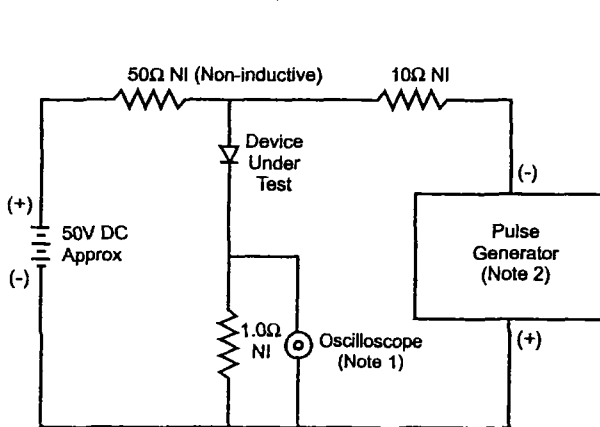 50Ω NI (Non-inductive)
10Ω NI
Device
Under
Test
(+)
50V DC
Approx
(-)
(-)
Pulse
Generator
(Note 2)
(+)
1.0Ω
NI
Oscilloscope
(Note 1)